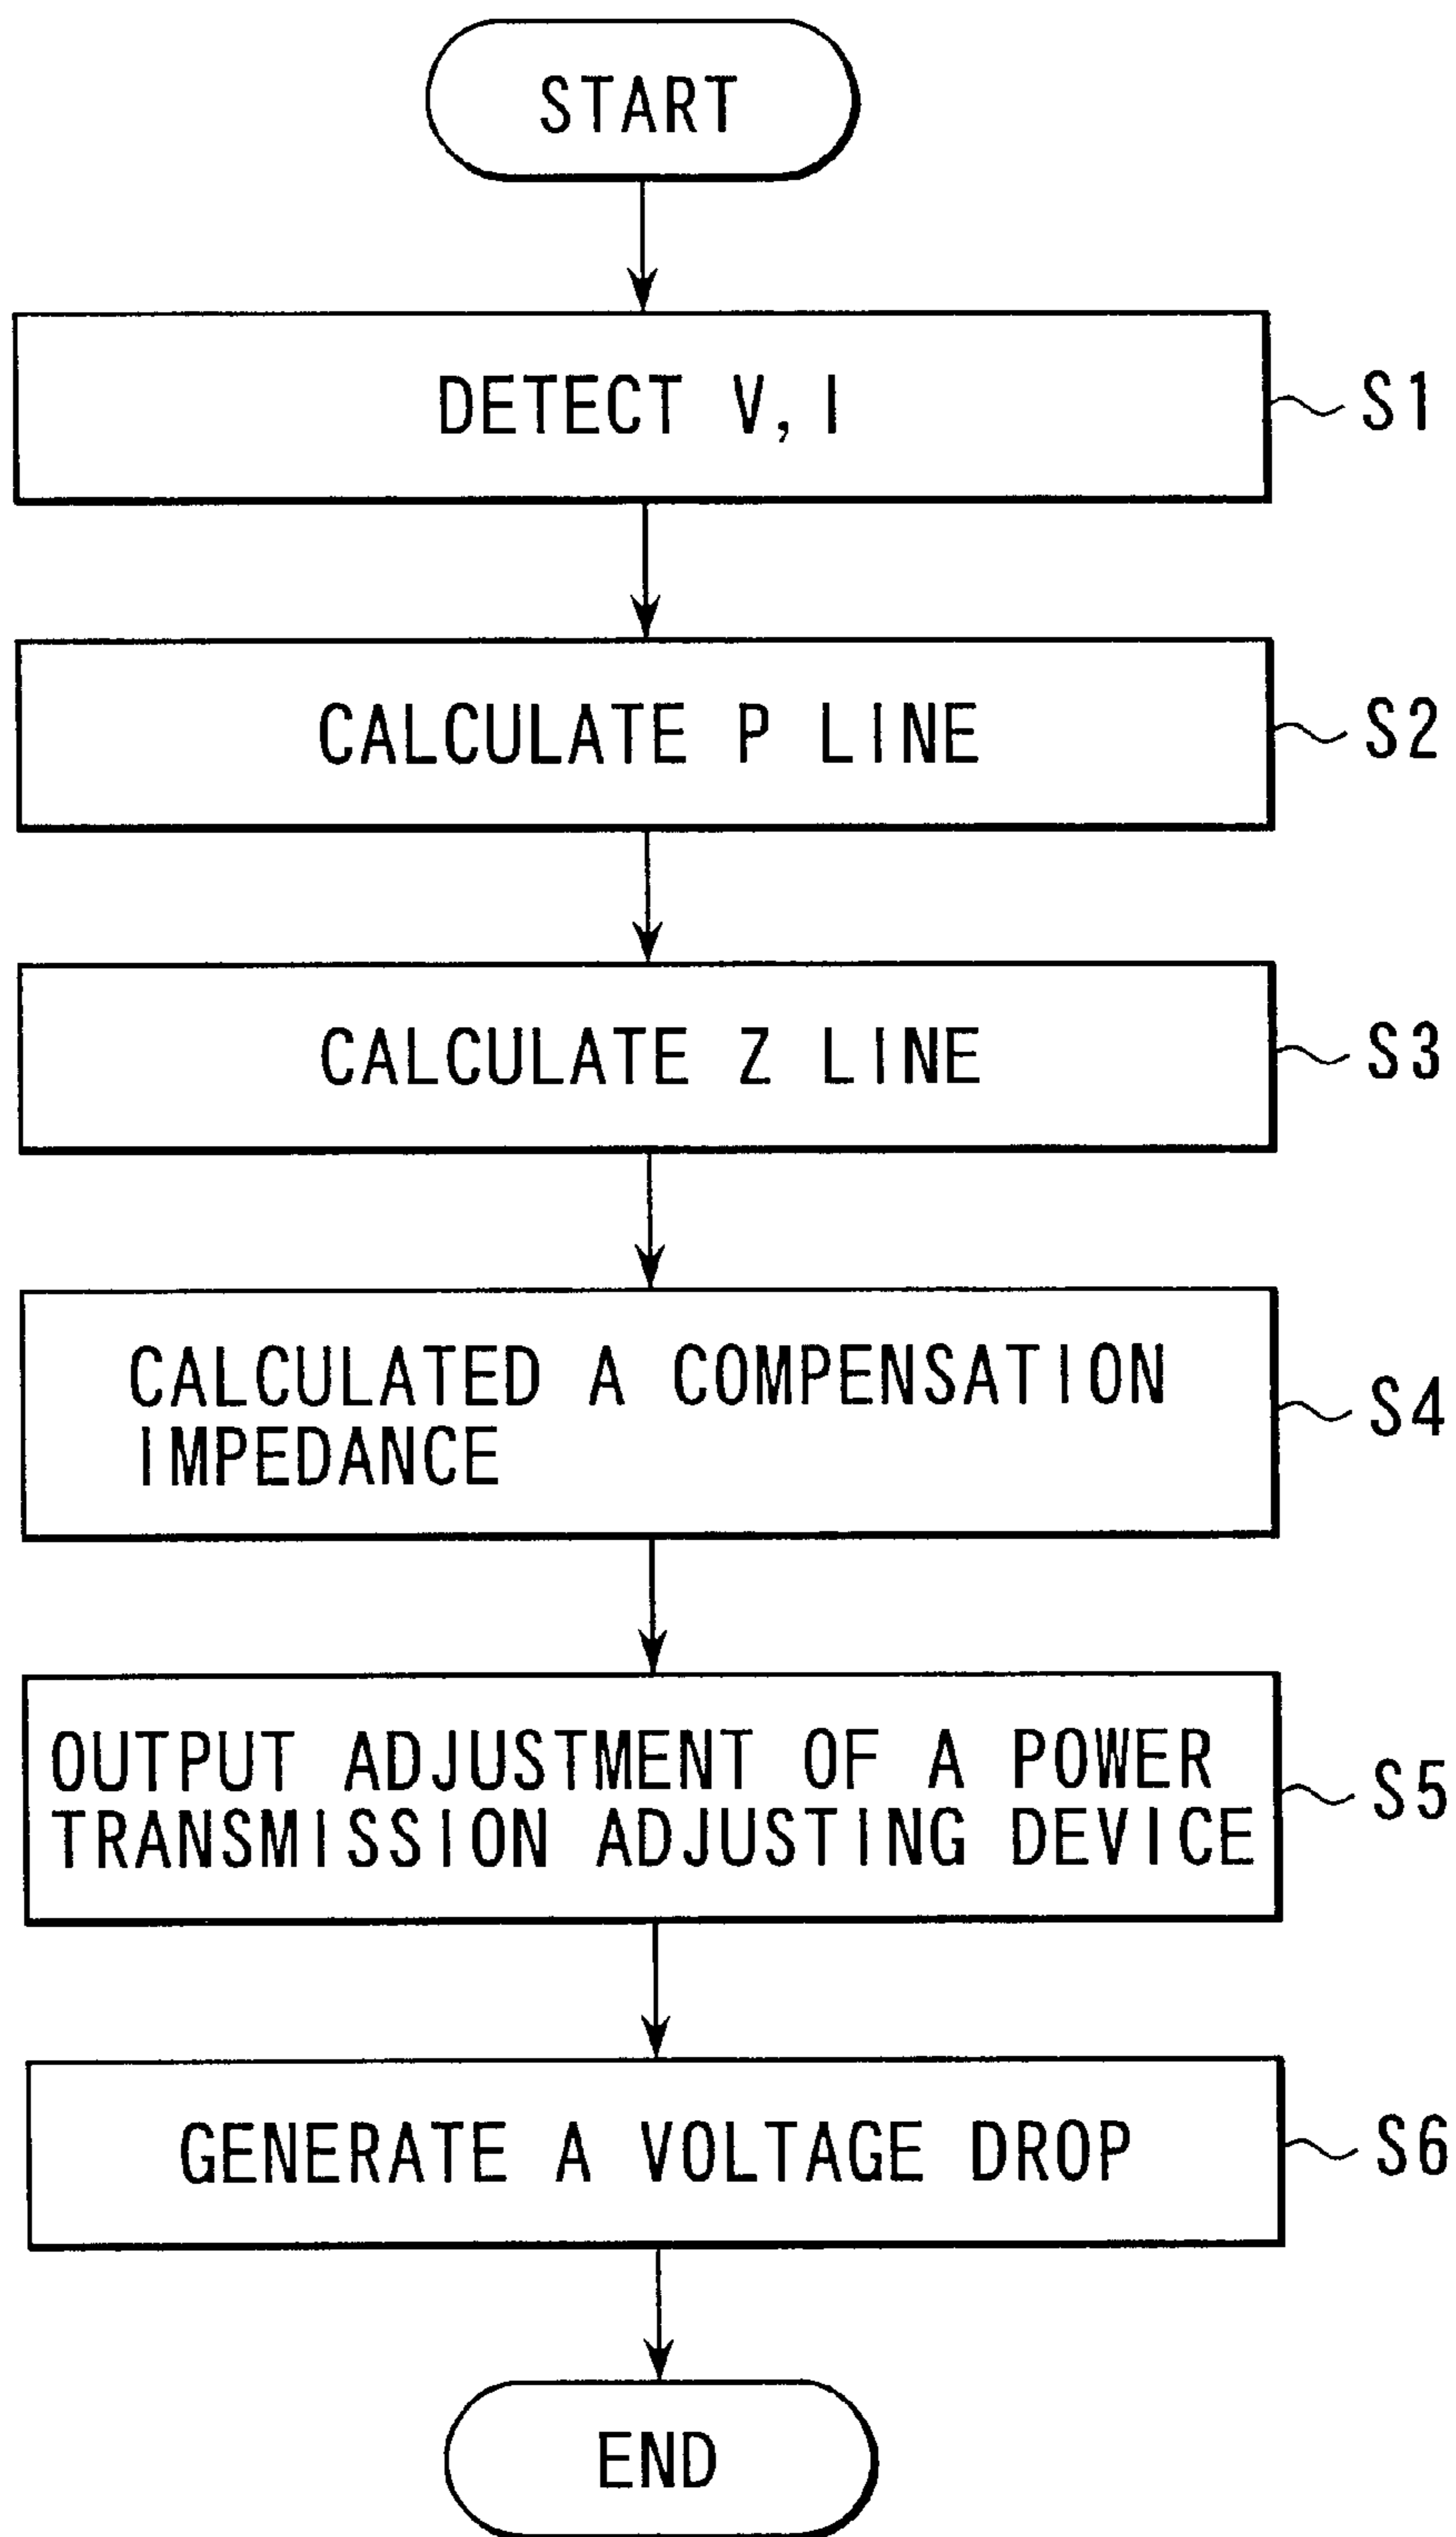 START
DETECT V, I
S1
CALCULATE P LINE
S2
CALCULATE Z LINE
S3
CALCULATED A COMPENSATION
IMPEDANCE
S4
OUTPUT ADJUSTMENT OF A POWER
TRANSMISSION ADJUSTING DEVICE
S5
GENERATE A VOLTAGE DROP
S6
END